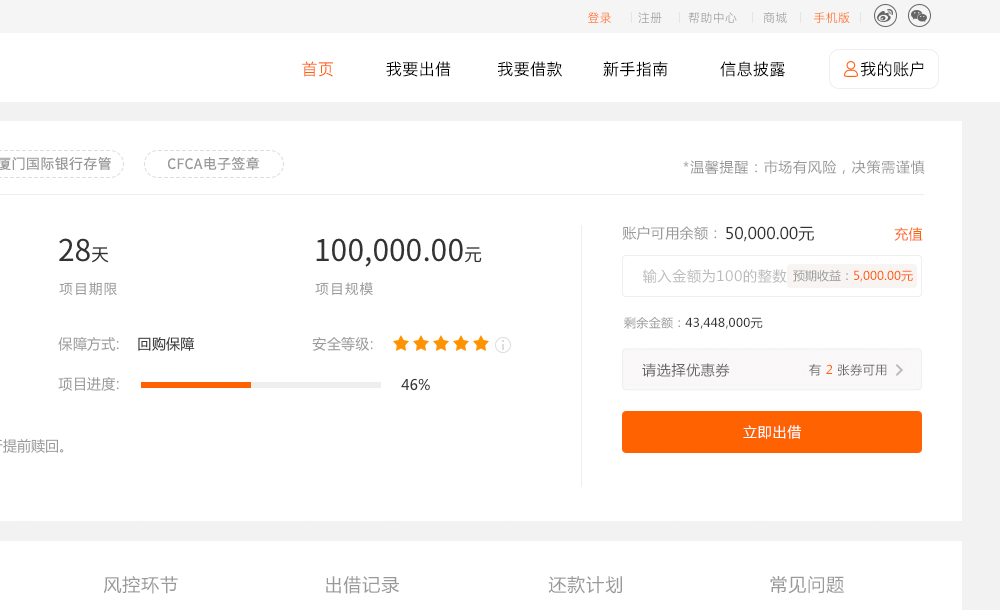 登录 注册 帮助中心 商城 手机版
首页 我要出借 我要借款 新手指南 信息披露 我的账户
厦门国际银行存管 CFCA电子签章 *温馨提醒：市场有风险，决策需谨慎
28天 100,000.00元
项目期限 项目规模
保障方式: 回购保障 安全等级:
项目进度: 46%
提前赎回。
账户可用余额： 50,000.00元 充值
输入金额为100的整数 预期收益：5,000.00元
剩余金额：43,448,000元
请选择优惠券 有 2 张券可用
立即出借
风控环节 出借记录 还款计划 常见问题